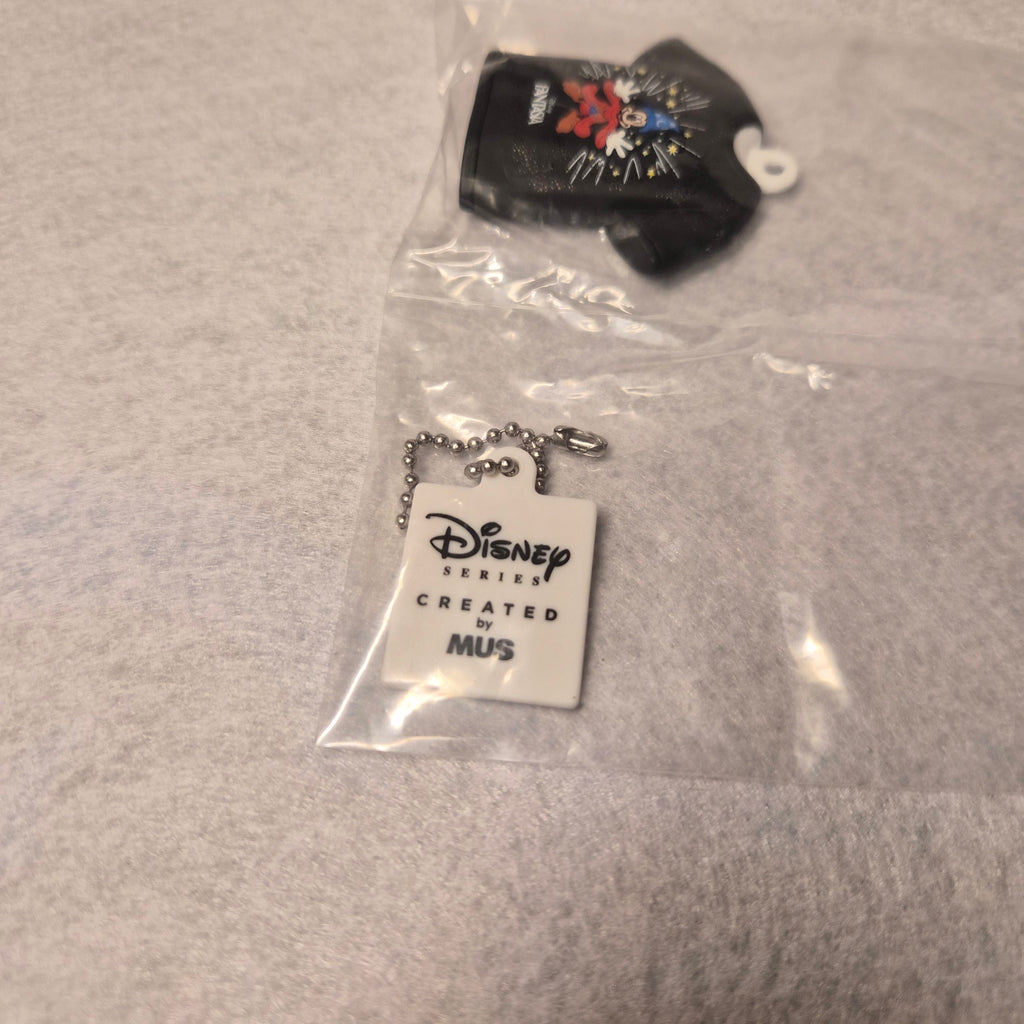 FANTASIA
Disney
SERIES
CREATED
by
MUS